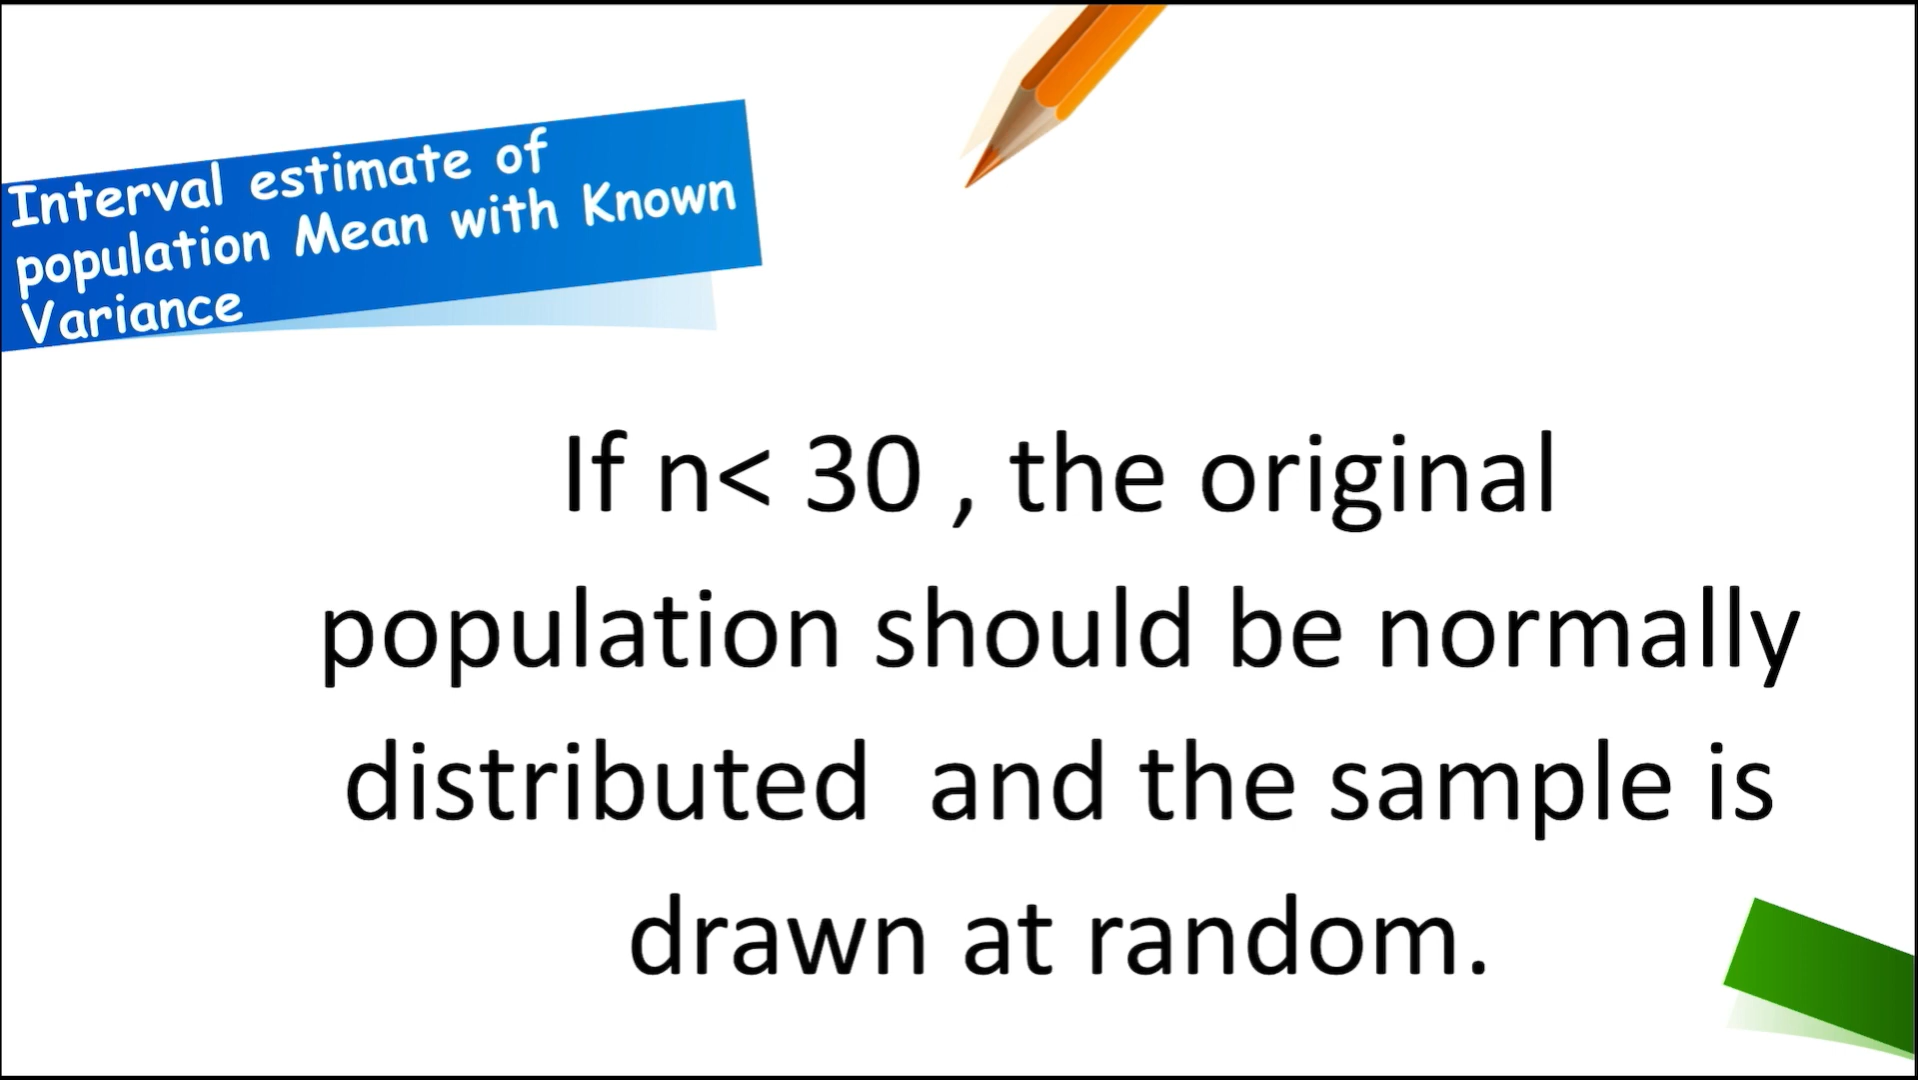 Interval estimate of
population Mean with Known
Variance
If n< 30 , the original
population should be normally
distributed  and the sample is
drawn at random.